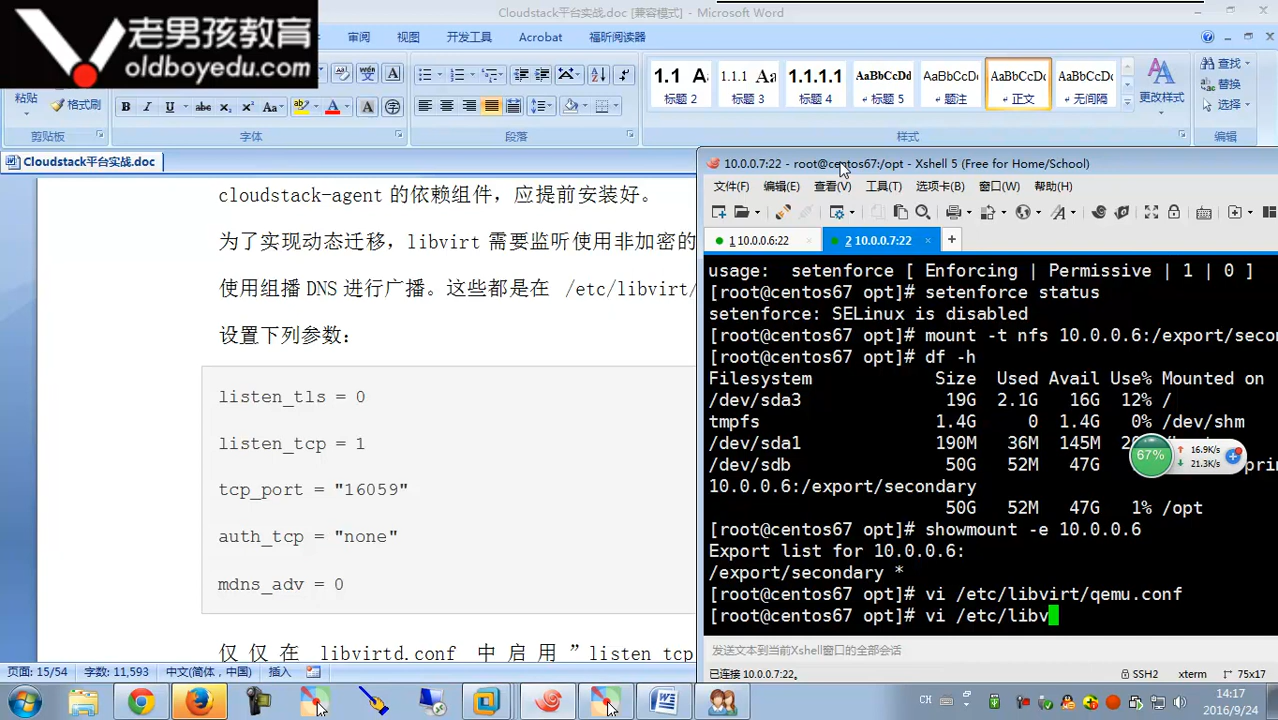 Cloudstack平台实战.doc [兼容模式] - Microsoft Word
老男孩教育
oldboyedu.com
审阅 视图 开发工具 Acrobat 福昕阅读器
粘贴 格式刷
1.1 A 1.1.1 Aa 1.1.1.1 AaBbCcDd AaBbCcDd AaBbCcDd AaBbCcDd
标题 2 标题 3 标题 4 标题 5 题注 正文 无间隔 更改样式
查找
替换
选择
剪贴板 字体 段落 样式 编辑
Cloudstack平台实战.doc
cloudstack-agent 的依赖组件，应提前安装好。
为了实现动态迁移，libvirt 需要监听使用非加密的
使用组播 DNS 进行广播。这些都是在 /etc/libvirt/
设置下列参数：
listen_tls = 0
listen_tcp = 1
tcp_port = "16059"
auth_tcp = "none"
mdns_adv = 0
仅仅在 libvirtd.conf 中启用"listen_tcp
10.0.0.7:22 - root@centos67:/opt - Xshell 5 (Free for Home/School)
文件(F) 编辑(E) 查看(V) 工具(T) 选项卡(B) 窗口(W) 帮助(H)
1 10.0.0.6:22 2 10.0.0.7:22
usage: setenforce [ Enforcing | Permissive | 1 | 0 ]
[root@centos67 opt]# setenforce status
setenforce: SELinux is disabled
[root@centos67 opt]# mount -t nfs 10.0.0.6:/export/secon
[root@centos67 opt]# df -h
Filesystem Size Used Avail Use% Mounted on
/dev/sda3 19G 2.1G 16G 12% /
tmpfs 1.4G 0 1.4G 0% /dev/shm
/dev/sda1 190M 36M 145M
/dev/sdb 50G 52M 47G
10.0.0.6:/export/secondary
50G 52M 47G 1% /opt
[root@centos67 opt]# showmount -e 10.0.0.6
Export list for 10.0.0.6:
/export/secondary *
[root@centos67 opt]# vi /etc/libvirt/qemu.conf
[root@centos67 opt]# vi /etc/libv
67% 16.9K/s
21.3K/s
发送文本到当前Xshell窗口的全部会话
已连接 10.0.0.7:22。 SSH2 xterm 75x17
页面: 15/54 字数: 11,593 中文(简体，中国) 插入
CH
14:17
2016/9/24